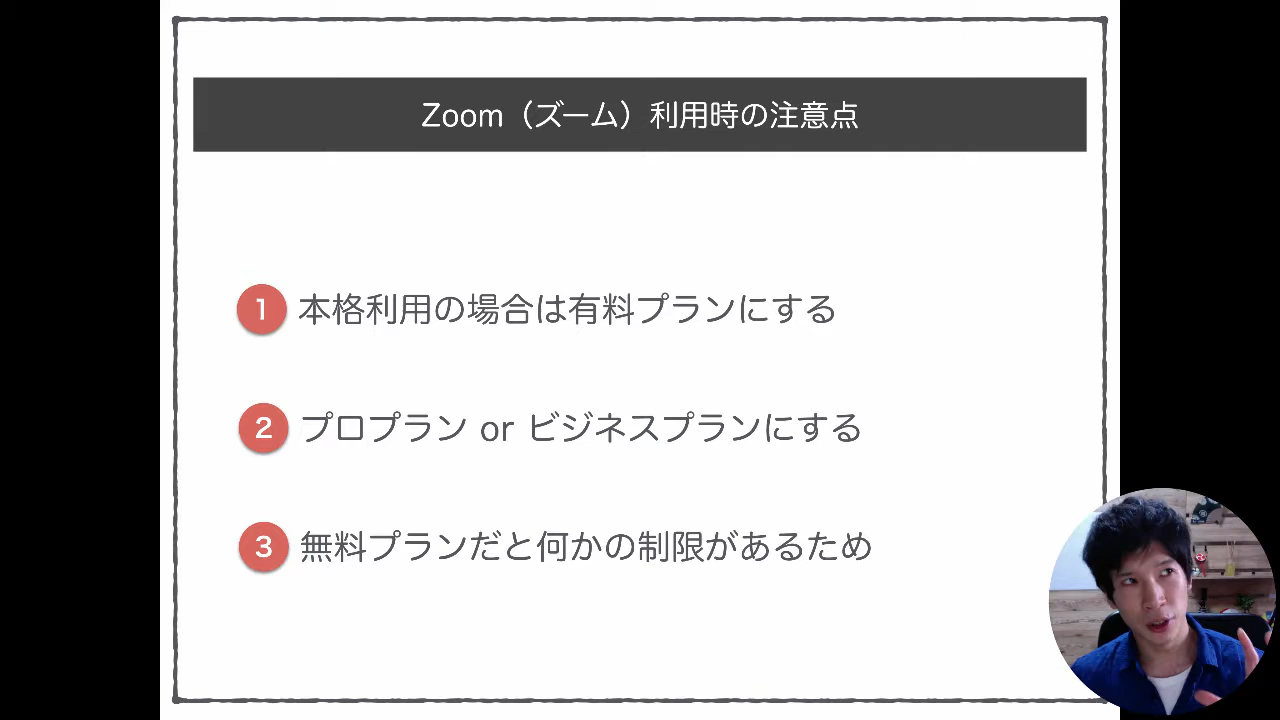 Zoom（ズーム）利用時の注意点
1 本格利用の場合は有料プランにする
2 プロプラン or ビジネスプランにする
3 無料プランだと何かの制限があるため